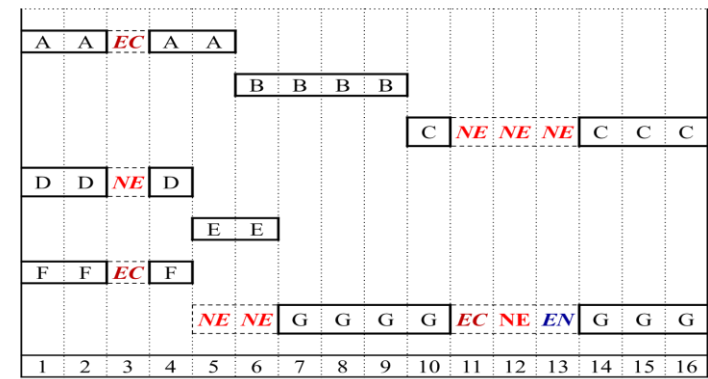 A A EC A A
B B B B
C NE NE NE C C C
D D NE D
E E
F F EC F
NE NE G G G G EC NE EN G G G
1 2 3 4 5 6 7 8 9 10 11 12 13 14 15 16